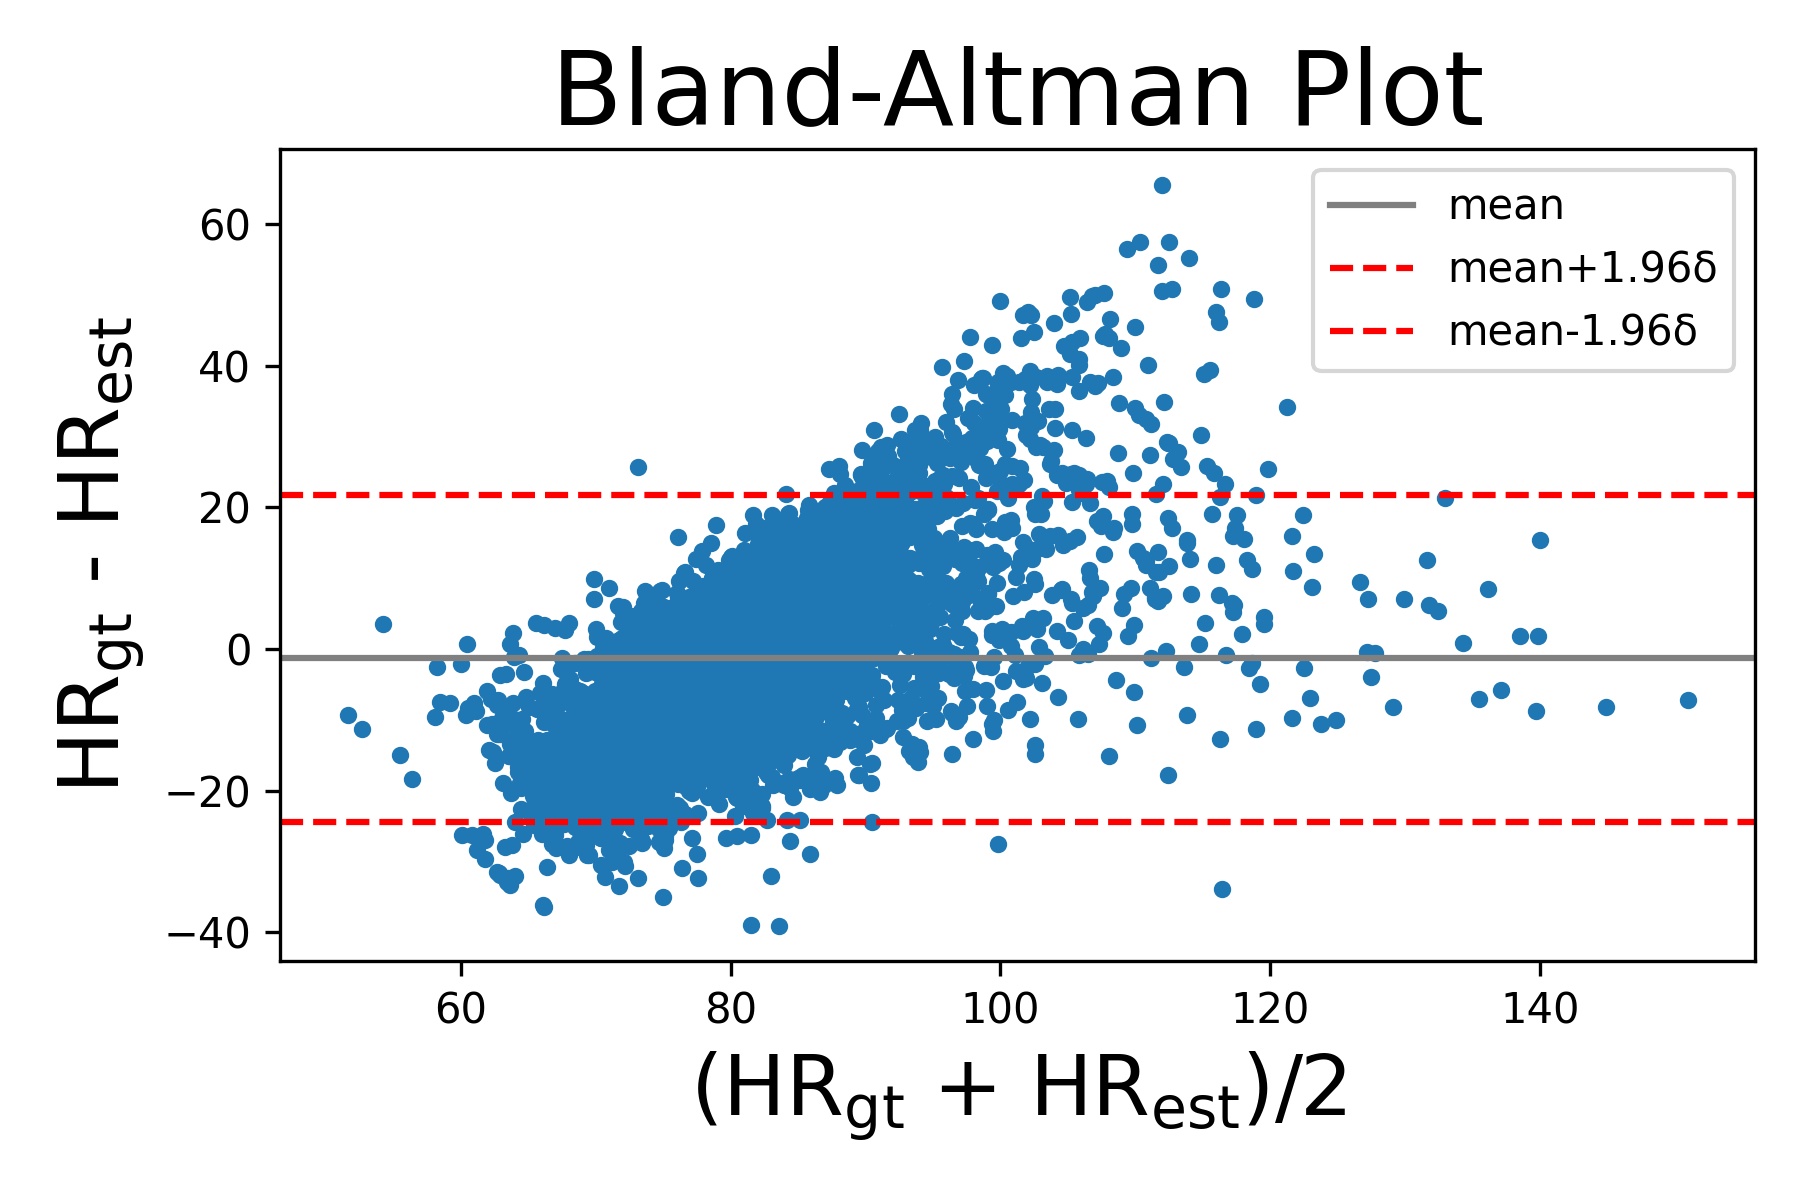 Bland-Altman Plot
mean
mean+1.96δ
mean-1.96δ
HRgt - HRest
60
40
20
0
−20
−40
60 80 100 120 140
(HRgt + HRest)/2